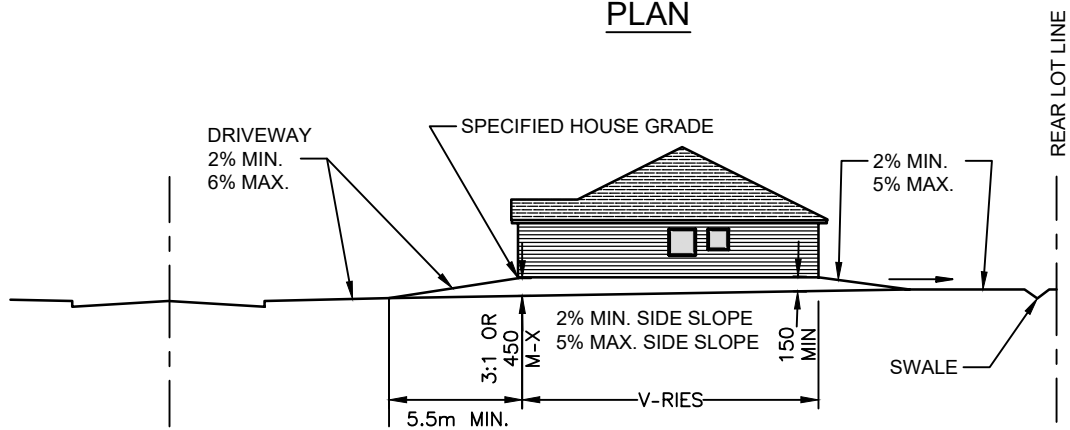 PLAN
REAR LOT LINE
SPECIFIED HOUSE GRADE
DRIVEWAY
2% MIN.
6% MAX.
2% MIN.
5% MAX.
3:1 OR
450
M-X
2% MIN. SIDE SLOPE
5% MAX. SIDE SLOPE
150
MIN
SWALE
V-RIES
5.5m MIN.